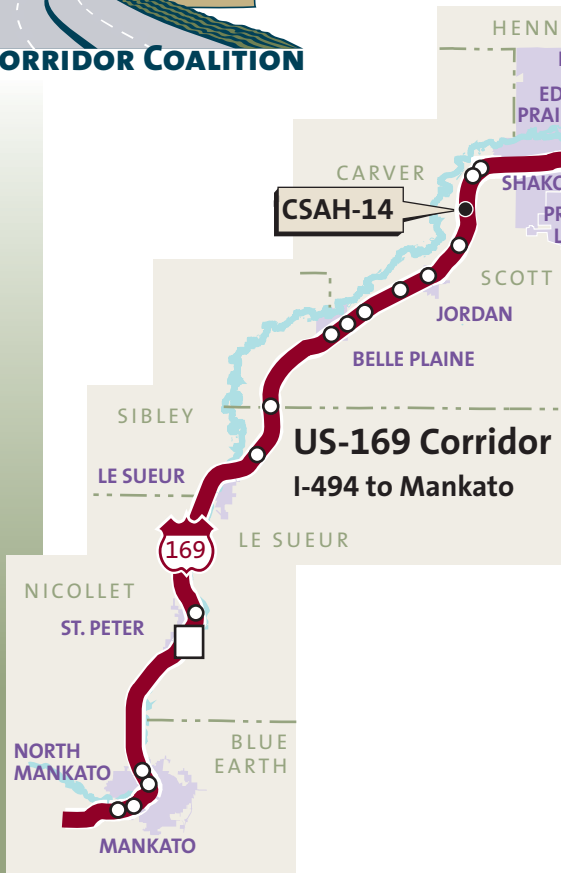 ORRIDOR COALITION
HENN
ED
PRAI
CARVER
SHAKO
CSAH-14
PR
L
SCOTT
JORDAN
BELLE PLAINE
SIBLEY
US-169 Corridor
I-494 to Mankato
LE SUEUR
169
LE SUEUR
NICOLLET
ST. PETER
BLUE
EARTH
NORTH
MANKATO
MANKATO